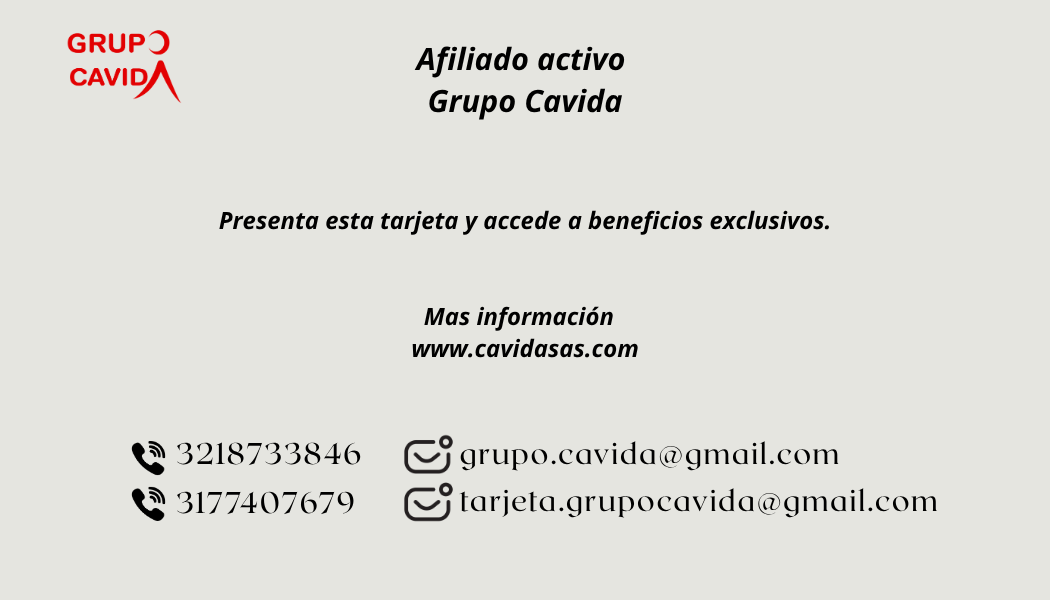 GRUPO
CAVIDA
Afiliado activo
Grupo Cavida
Presenta esta tarjeta y accede a beneficios exclusivos.
Mas información
www.cavidasas.com
3218733846
grupo.cavida@gmail.com
3177407679
tarjeta.grupocavida@gmail.com